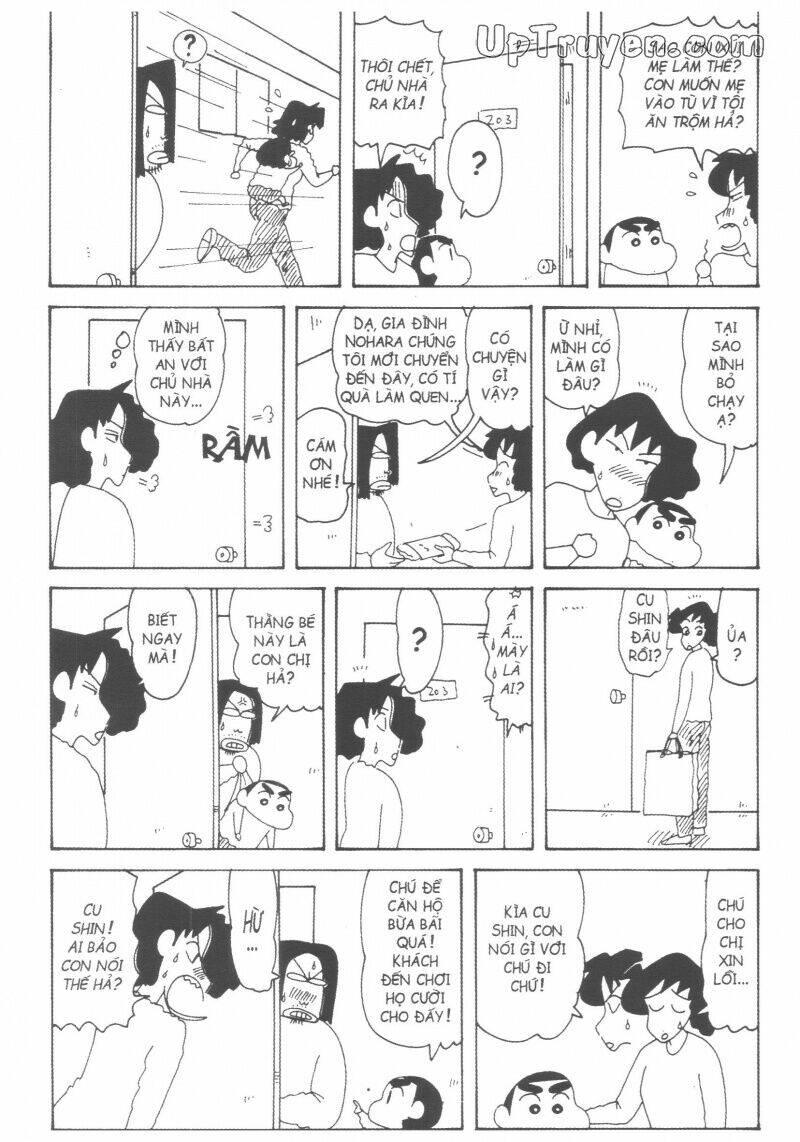 UpTruyen.com
SAO CON XÚI
MẸ LÀM THẾ?
CON MUỐN MẸ
VÀO TÙ VÌ TỘI
ĂN TRỘM HẢ?
THÔI CHẾT,
CHỦ NHÀ
RA KÌA!
203
?
?
TẠI
SAO
MÌNH
BỎ
CHẠY
Ạ?
Ừ NHỈ,
MÌNH CÓ
LÀM GÌ
ĐÂU?
CÓ
CHUYỆN
GÌ
VẬY?
DẠ, GIA ĐÌNH
NOHARA CHÚNG
TÔI MỚI CHUYỂN
ĐẾN ĐÂY, CÓ TÍ
QUÀ LÀM QUEN...
CÁM
ƠN
NHÉ!
MÌNH
THẤY BẤT
AN VỚI
CHỦ NHÀ
NÀY...
RẦM
ỦA
?
CU
SHIN
ĐÂU
RỒI?
Á
Á...
MÀY
LÀ
AI?
?
203
THẰNG BÉ
NÀY LÀ
CON CHỊ
HẢ?
BIẾT
NGAY
MÀ!
CHÚ
CHO
CHỊ
XIN
LỖI...
KÌA CU
SHIN, CON
NÓI GÌ VỚI
CHÚ ĐI
CHỨ!
CHÚ ĐỂ
CĂN HỘ
BỪA BÃI
QUÁ!
KHÁCH
ĐẾN CHƠI
HỌ CƯỜI
CHO ĐẤY!
HỪ
...
CU
SHIN!
AI BẢO
CON NÓI
THẾ HẢ?